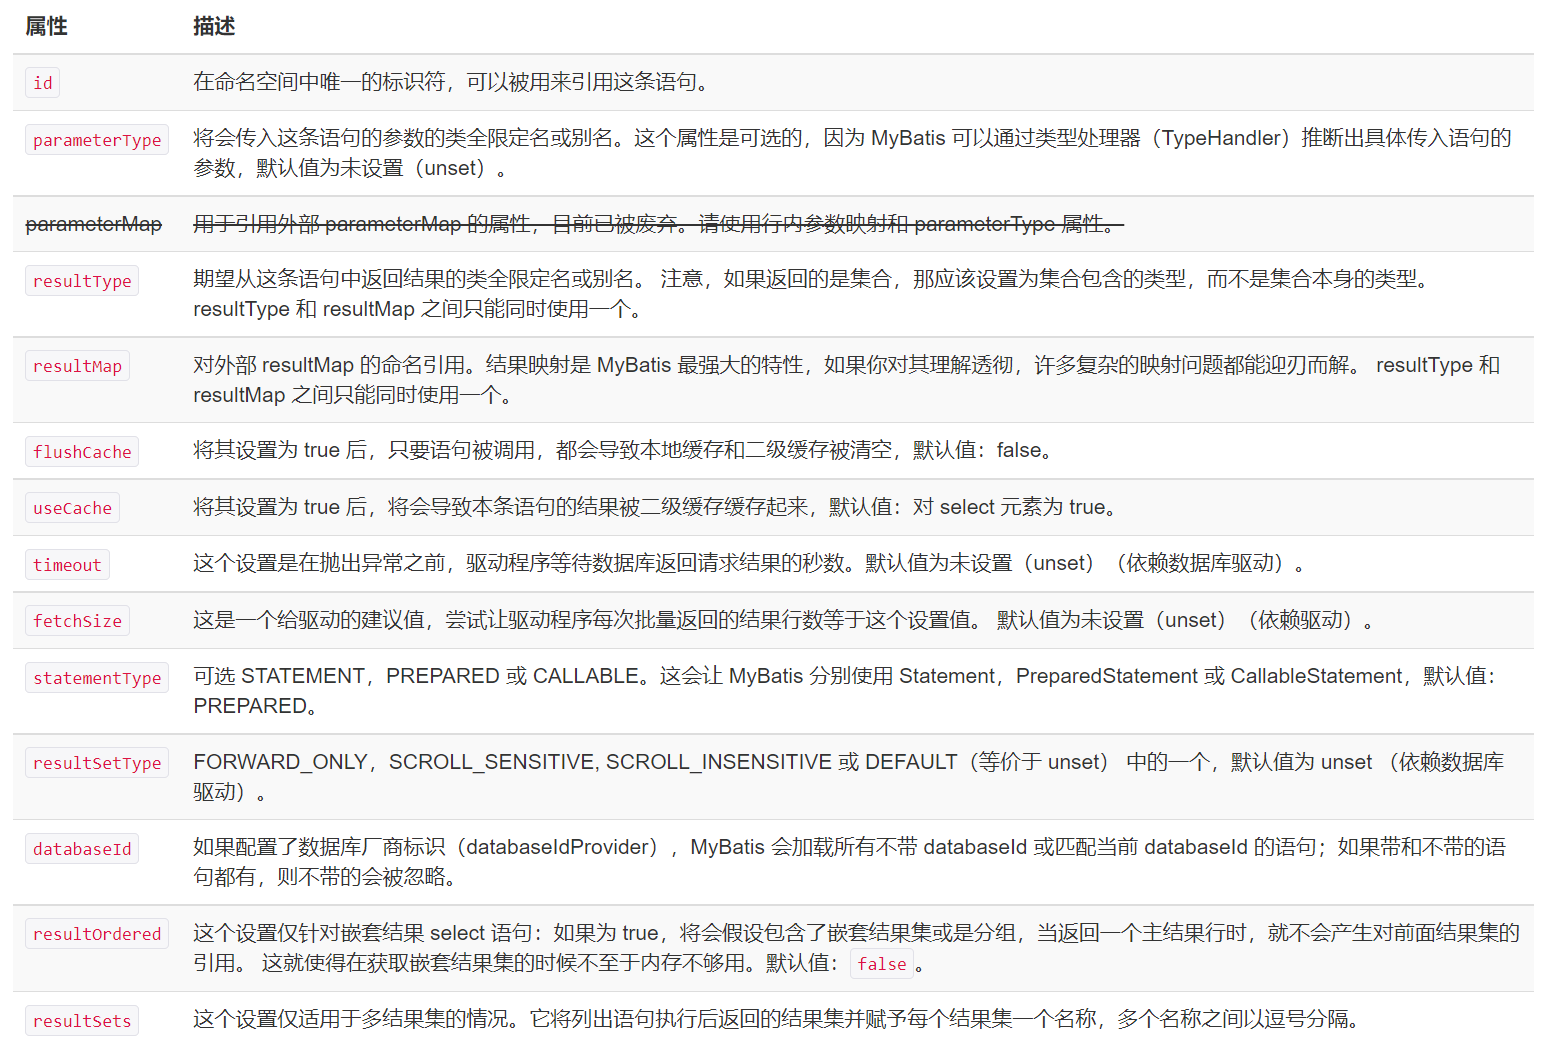 属性 描述
id 在命名空间中唯一的标识符，可以被用来引用这条语句。
parameterType 将会传入这条语句的参数的类全限定名或别名。这个属性是可选的，因为 MyBatis 可以通过类型处理器（TypeHandler）推断出具体传入语句的
参数，默认值为未设置（unset）。
parameterMap 用于引用外部 parameterMap 的属性，目前已被废弃。请使用行内参数映射和 parameterType 属性。
resultType 期望从这条语句中返回结果的类全限定名或别名。 注意，如果返回的是集合，那应该设置为集合包含的类型，而不是集合本身的类型。
resultType 和 resultMap 之间只能同时使用一个。
resultMap 对外部 resultMap 的命名引用。结果映射是 MyBatis 最强大的特性，如果你对其理解透彻，许多复杂的映射问题都能迎刃而解。 resultType 和
resultMap 之间只能同时使用一个。
flushCache 将其设置为 true 后，只要语句被调用，都会导致本地缓存和二级缓存被清空，默认值：false。
useCache 将其设置为 true 后，将会导致本条语句的结果被二级缓存缓存起来，默认值：对 select 元素为 true。
timeout 这个设置是在抛出异常之前，驱动程序等待数据库返回请求结果的秒数。默认值为未设置（unset）（依赖数据库驱动）。
fetchSize 这是一个给驱动的建议值，尝试让驱动程序每次批量返回的结果行数等于这个设置值。 默认值为未设置（unset）（依赖驱动）。
statementType 可选 STATEMENT，PREPARED 或 CALLABLE。这会让 MyBatis 分别使用 Statement，PreparedStatement 或 CallableStatement，默认值：
PREPARED。
resultSetType FORWARD_ONLY，SCROLL_SENSITIVE, SCROLL_INSENSITIVE 或 DEFAULT（等价于 unset） 中的一个，默认值为 unset （依赖数据库
驱动）。
databaseId 如果配置了数据库厂商标识（databaseIdProvider），MyBatis 会加载所有不带 databaseId 或匹配当前 databaseId 的语句；如果带和不带的语
句都有，则不带的会被忽略。
resultOrdered 这个设置仅针对嵌套结果 select 语句：如果为 true，将会假设包含了嵌套结果集或是分组，当返回一个主结果行时，就不会产生对前面结果集的
引用。 这就使得在获取嵌套结果集的时候不至于内存不够用。默认值：false。
resultSets 这个设置仅适用于多结果集的情况。它将列出语句执行后返回的结果集并赋予每个结果集一个名称，多个名称之间以逗号分隔。